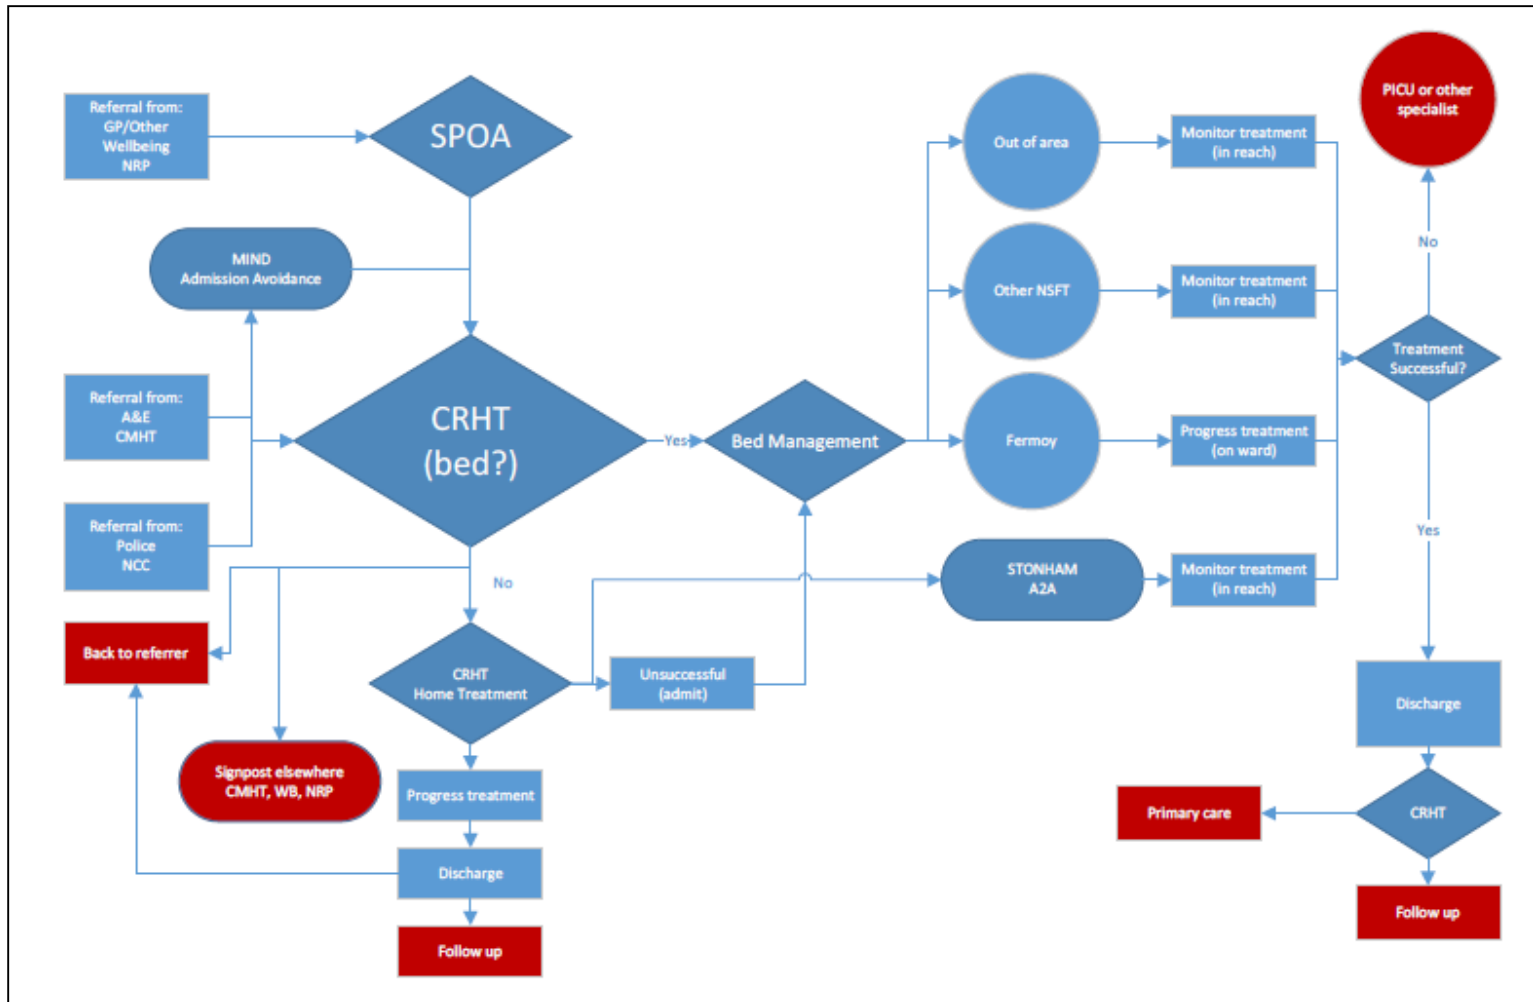 Referral from:
GP/Other
Wellbeing
NRP
SPOA
MIND
Admission Avoidance
Referral from:
A&E
CMHT
Referral from:
Police
NCC
CRHT
(bed?)
Yes
No
Back to referrer
Signpost elsewhere
CMHT, WB, NRP
CRHT
Home Treatment
Unsuccessful
(admit)
Progress treatment
Discharge
Follow up
Bed Management
Out of area
Monitor treatment
(in reach)
Other NSFT
Monitor treatment
(in reach)
Fermoy
Progress treatment
(on ward)
STONHAM
A2A
Monitor treatment
(in reach)
PICU or other
specialist
No
Treatment
Successful?
Yes
Discharge
CRHT
Primary care
Follow up